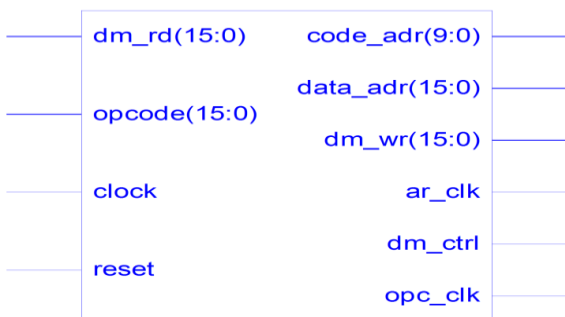 dm_rd(15:0)
opcode(15:0)
clock
reset
code_adr(9:0)
data_adr(15:0)
dm_wr(15:0)
ar_clk
dm_ctrl
opc_clk